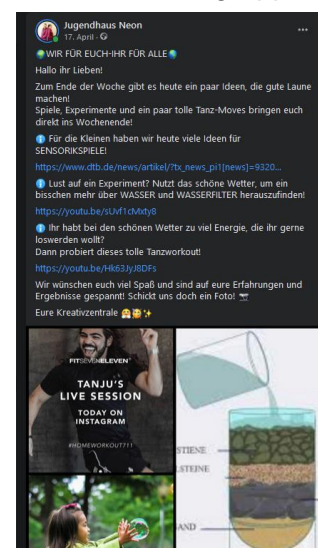 Jugendhaus Neon
17. April ·
WIR FÜR EUCH-IHR FÜR ALLE
Hallo ihr Lieben!
Zum Ende der Woche gibt es heute ein paar Ideen, die gute Laune
machen!
Spiele, Experimente und ein paar tolle Tanz-Moves bringen euch
direkt ins Wochenende!
Für die Kleinen haben wir heute viele Ideen für
SENSORIKSPIELE!
https://www.dtb.de/news/artikel/?tx_news_pi1[news]=9320...
Lust auf ein Experiment? Nutzt das schöne Wetter, um ein
bisschen mehr über WASSER und WASSERFILTER herauszufinden!
https://youtu.be/sUvf1cMxty8
Ihr habt bei den schönen Wetter zu viel Energie, die ihr gerne
loswerden wollt?
Dann probiert dieses tolle Tanzworkout!
https://youtu.be/Hk63JyJ8DFs
Wir wünschen euch viel Spaß und sind auf eure Erfahrungen und
Ergebnisse gespannt! Schickt uns doch ein Foto!
Eure Kreativzentrale
FITSEVENELEVEN
TANJU'S
LIVE SESSION
TODAY ON
INSTAGRAM
#HOMEWORKOUT711
STIENE
LSTEINE
AND